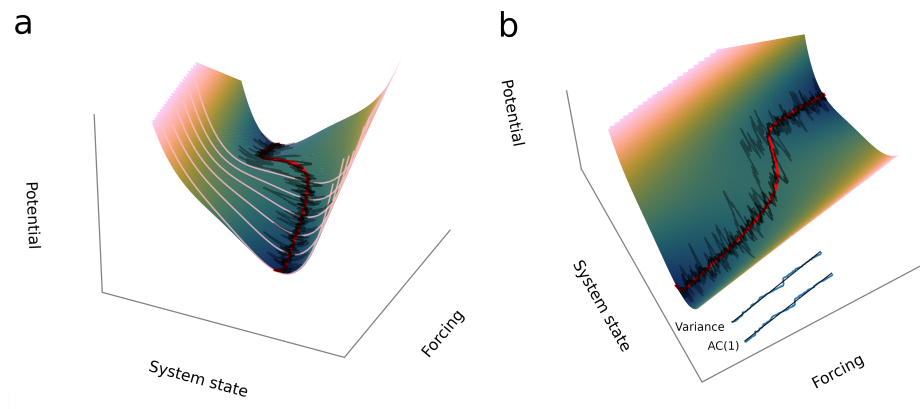 a
Potential
System state
Forcing
b
Potential
System state
Variance
AC(1)
Forcing